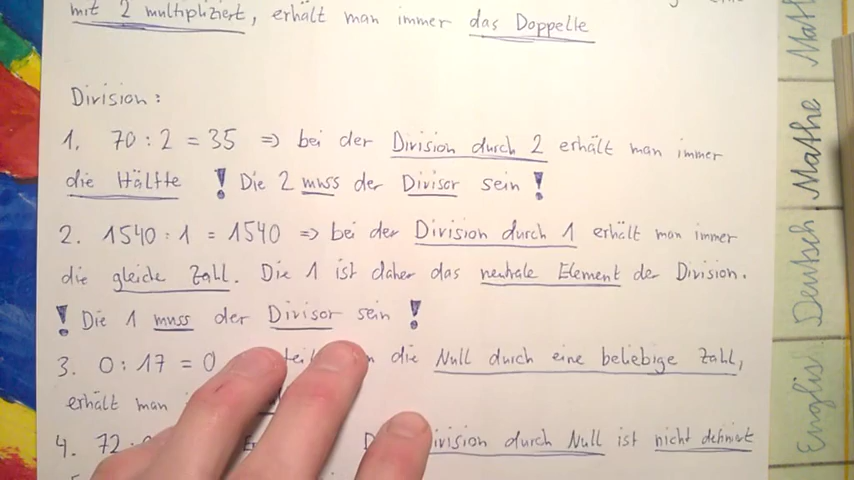 mit 2 multipliziert, erhält man immer das Doppelte
Division:
1. 70 : 2 = 35 => bei der Division durch 2 erhält man immer
die Hälfte ! Die 2 muss der Divisor sein !
2. 1540 : 1 = 1540 => bei der Division durch 1 erhält man immer
die gleiche Zahl. Die 1 ist daher das neutrale Element der Division.
! Die 1 muss der Divisor sein !
3. 0 : 17 = 0 die Null durch eine beliebige Zahl,
erhält man
4. 72 : Division durch Null ist nicht definiert
Mathe
Mathe
Deutsch
Englisch